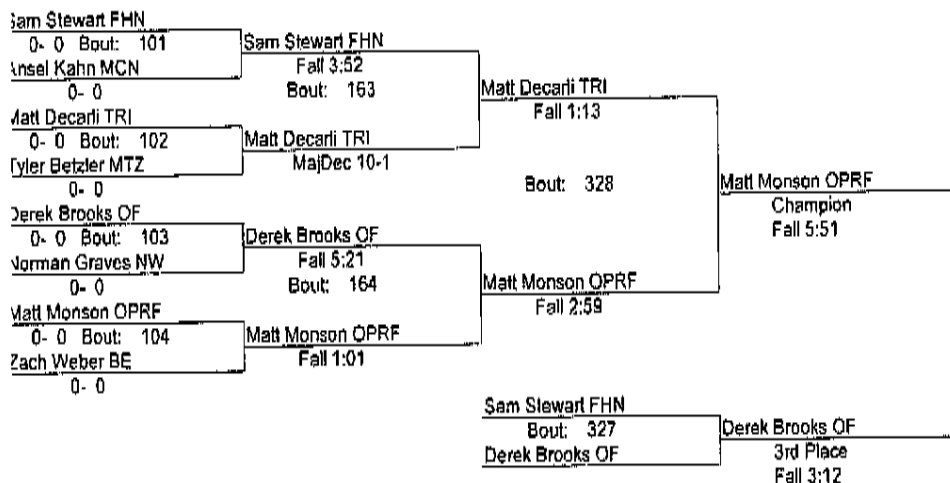 Sam Stewart FHN
0- 0 Bout: 101
Ansel Kahn MCN
0- 0
Matt Decarli TRI
0- 0 Bout: 102
Tyler Betzler MTZ
0- 0
Derek Brooks OF
0- 0 Bout: 103
Norman Graves NW
0- 0
Matt Monson OPRF
0- 0 Bout: 104
Zach Weber BE
0- 0
Sam Stewart FHN
Fall 3:52
Bout: 163
Matt Decarli TRI
MajDec 10-1
Derek Brooks OF
Fall 5:21
Bout: 164
Matt Monson OPRF
Fall 1:01
Matt Decarli TRI
Fall 1:13
Bout: 328
Matt Monson OPRF
Fall 2:59
Matt Monson OPRF
Champion
Fall 5:51
Sam Stewart FHN
Bout: 327
Derek Brooks OF
Derek Brooks OF
3rd Place
Fall 3:12